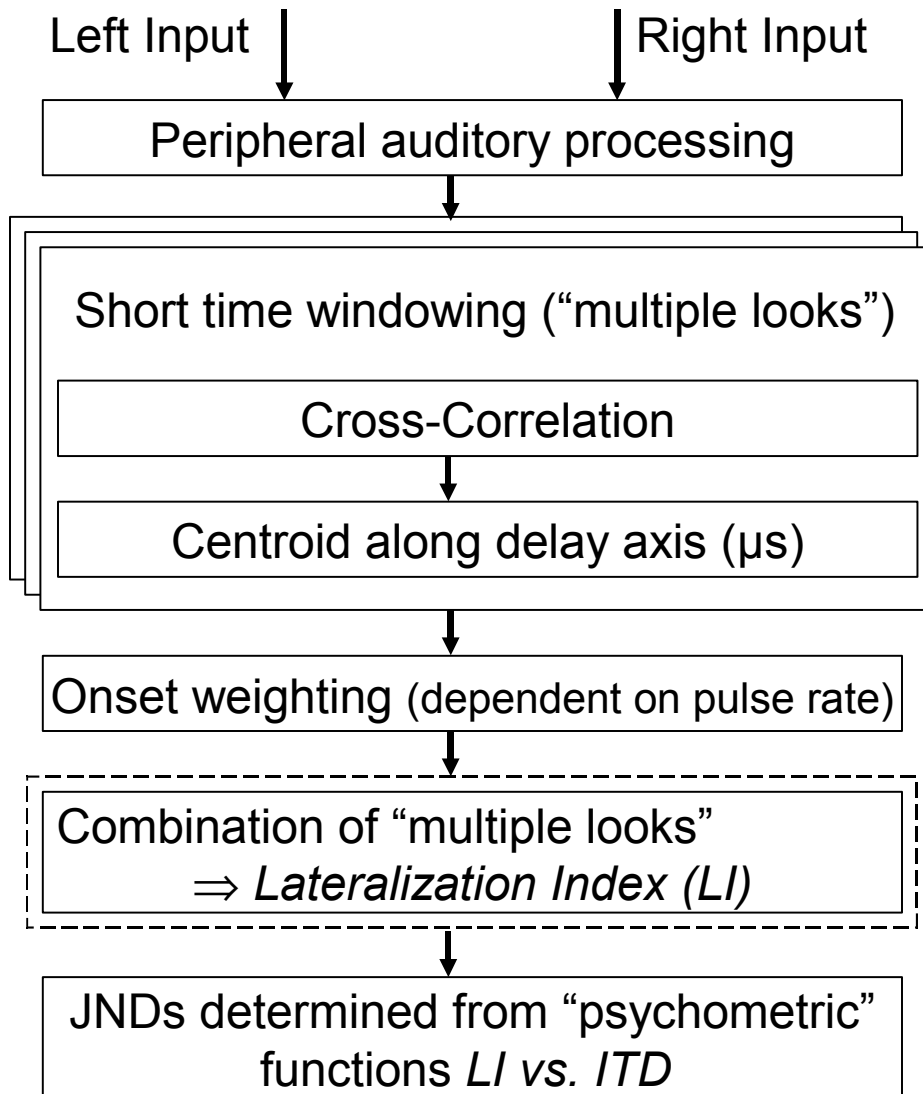 Left Input
Right Input
Peripheral auditory processing
Short time windowing (“multiple looks”)
Cross-Correlation
Centroid along delay axis (µs)
Onset weighting (dependent on pulse rate)
Combination of “multiple looks”
⇒ Lateralization Index (LI)
JNDs determined from “psychometric”
functions LI vs. ITD